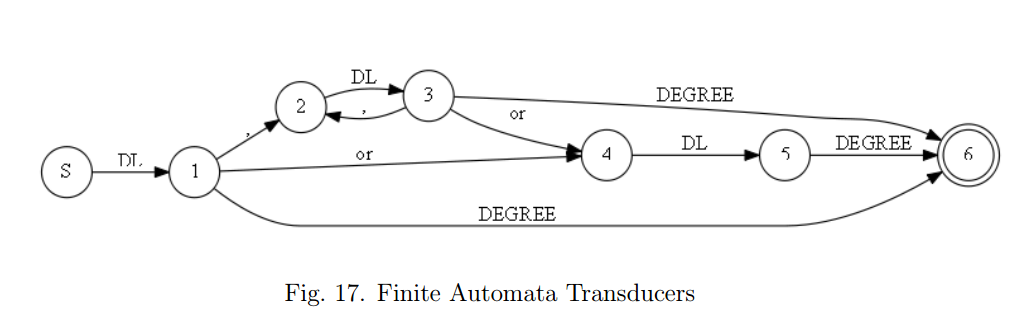 DL
3
DEGREE
2
,
,
or
or
DL
DEGREE
S
DL
1
4
5
6
DEGREE
Fig. 17. Finite Automata Transducers